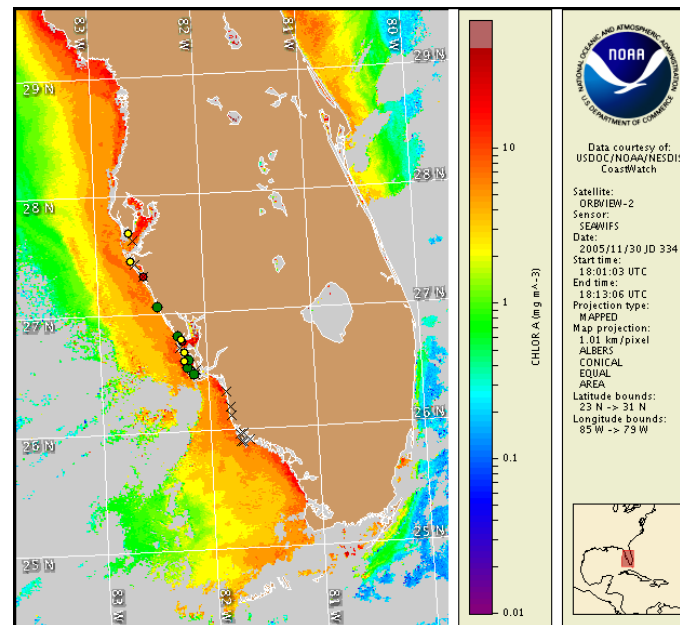 83 W
82 W
81 W
80 W
29 N
29 N
28 N
28 N
27 N
27 N
26 N
26 N
25 N
25 N
83 W
82 W
81 W
10
1
0.1
0.01
CHLOR A (mg m^-3)
NATIONAL OCEANIC AND ATMOSPHERIC ADMINISTRATION
NOAA
U.S. DEPARTMENT OF COMMERCE
Data courtesy of:
USDOC/NOAA/NESDIS
CoastWatch
Satellite:
ORBVIEW-2
Sensor:
SEAWIFS
Date:
2005/11/30 JD 334
Start time:
18:01:03 UTC
End time:
18:13:06 UTC
Projection type:
MAPPED
Map projection:
1.01 km/pixel
ALBERS
CONICAL
EQUAL
AREA
Latitude bounds:
23 N -> 31 N
Longitude bounds:
85 W -> 79 W